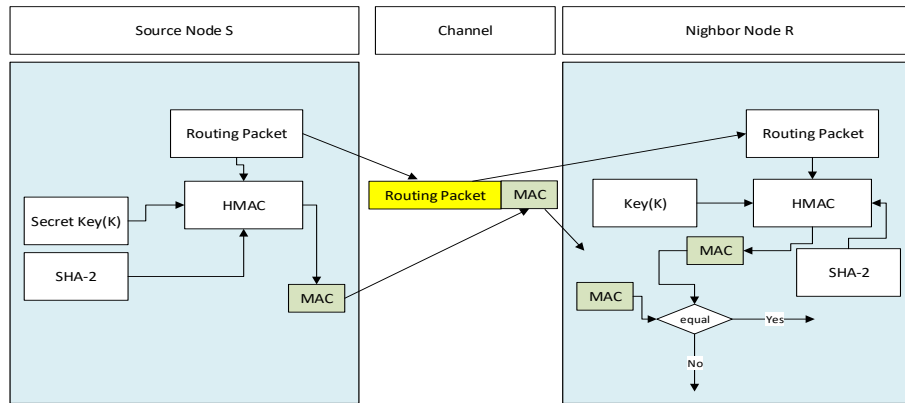 Source Node S
Channel
Nighbor Node R
Routing Packet
HMAC
Secret Key(K)
SHA-2
MAC
Routing Packet
MAC
Routing Packet
Key(K)
HMAC
MAC
SHA-2
MAC
equal
Yes
No